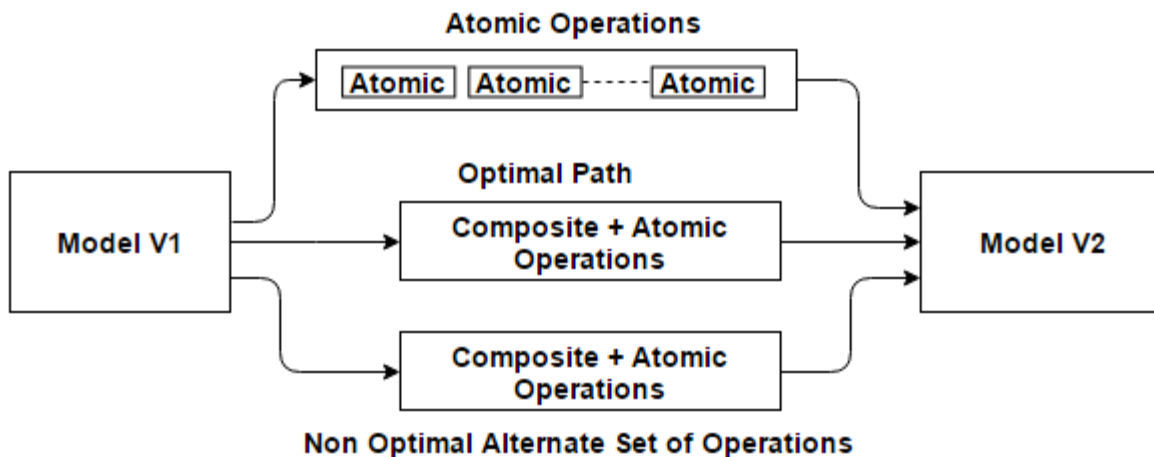 Atomic Operations
Atomic Atomic Atomic
Optimal Path
Model V1
Composite + Atomic
Operations
Model V2
Composite + Atomic
Operations
Non Optimal Alternate Set of Operations